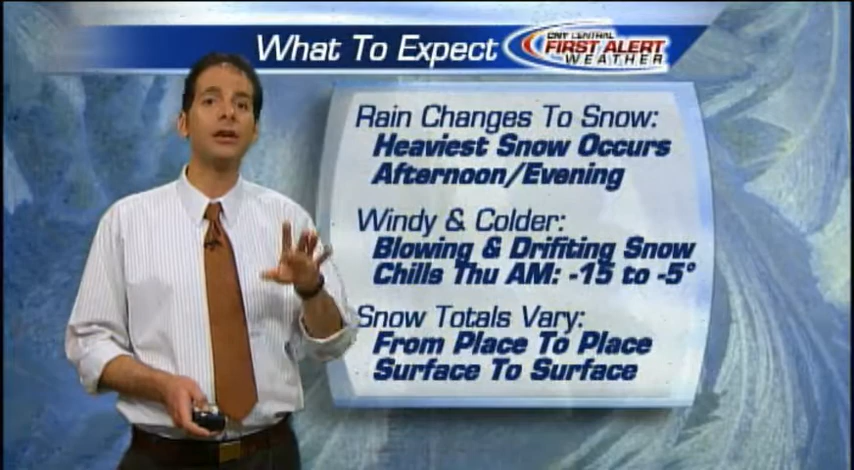 What To Expect
CNY CENTRAL
FIRST ALERT
WEATHER
Rain Changes To Snow:
Heaviest Snow Occurs
Afternoon/Evening
Windy & Colder:
Blowing & Drifiting Snow
Chills Thu AM: -15 to -5°
Snow Totals Vary:
From Place To Place
Surface To Surface